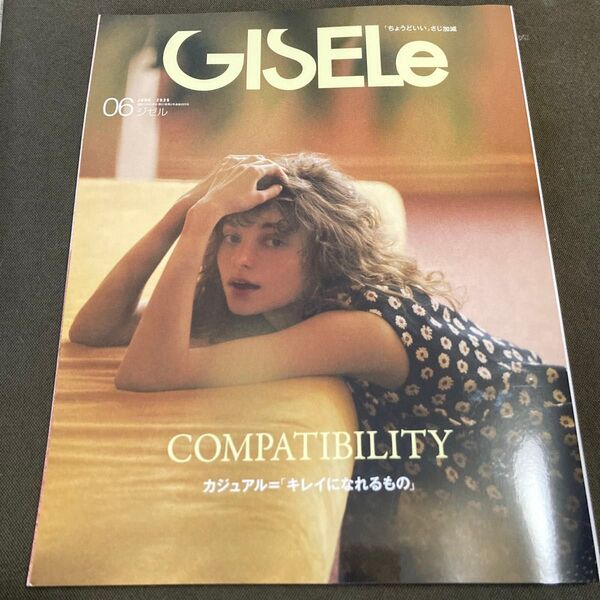 「ちょうどいい」さじ加減
GISELe
06
ジゼル
COMPATIBILITY
カジュアル＝「キレイになれるもの」